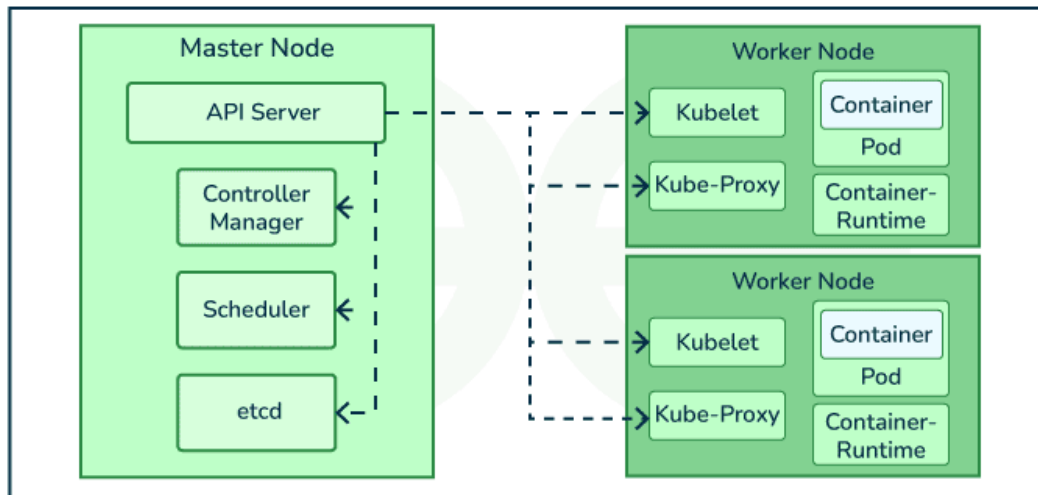 Master Node
API Server
Controller
Manager
Scheduler
etcd
Worker Node
Kubelet
Kube-Proxy
Container
Pod
Container-
Runtime
Worker Node
Kubelet
Kube-Proxy
Container
Pod
Container-
Runtime